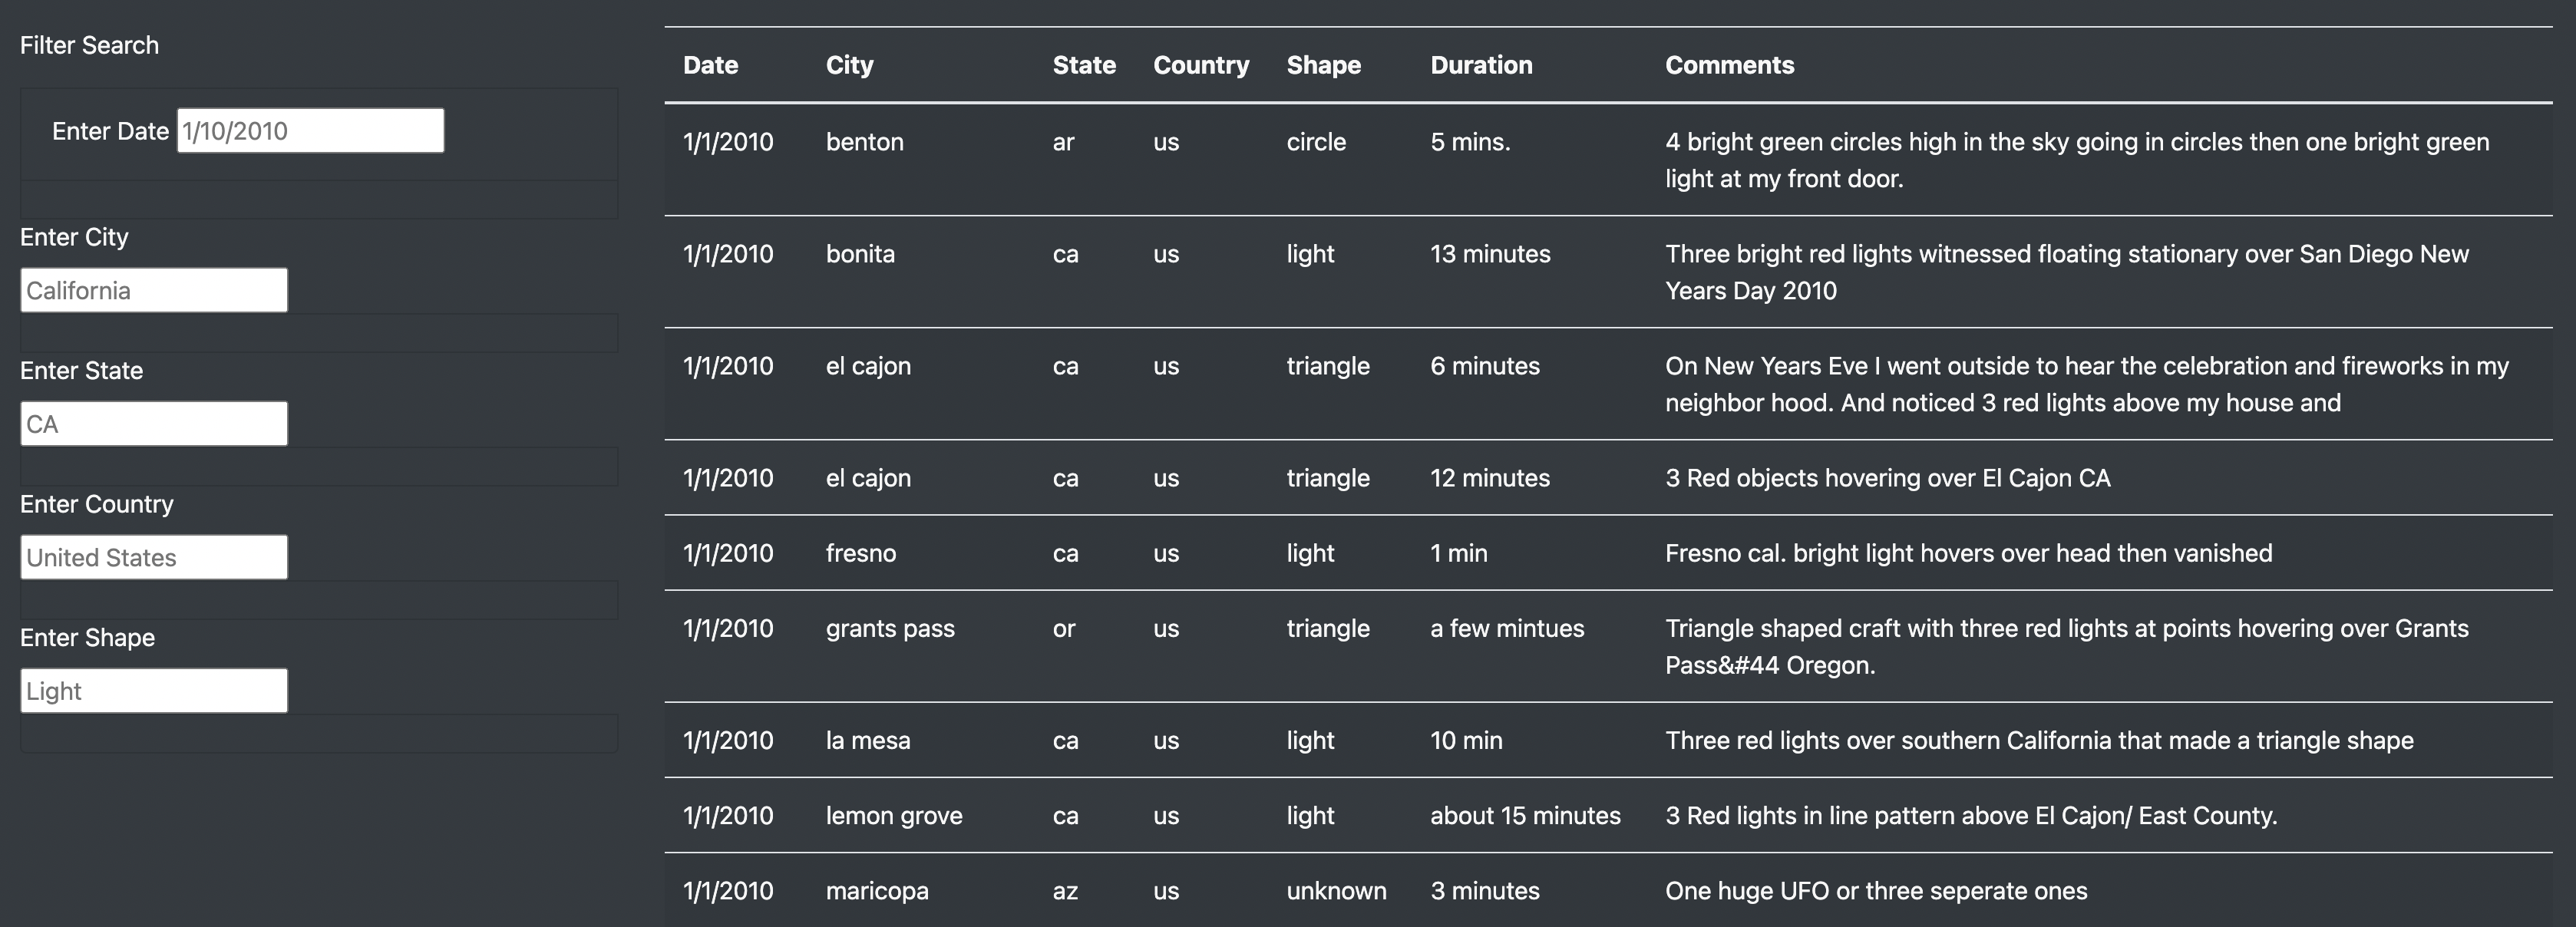 Filter Search
Enter Date 1/10/2010
Enter City
California
Enter State
CA
Enter Country
United States
Enter Shape
Light
Date City State Country Shape Duration Comments
1/1/2010 benton ar us circle 5 mins. 4 bright green circles high in the sky going in circles then one bright green
light at my front door.
1/1/2010 bonita ca us light 13 minutes Three bright red lights witnessed floating stationary over San Diego New
Years Day 2010
1/1/2010 el cajon ca us triangle 6 minutes On New Years Eve I went outside to hear the celebration and fireworks in my
neighbor hood. And noticed 3 red lights above my house and
1/1/2010 el cajon ca us triangle 12 minutes 3 Red objects hovering over El Cajon CA
1/1/2010 fresno ca us light 1 min Fresno cal. bright light hovers over head then vanished
1/1/2010 grants pass or us triangle a few mintues Triangle shaped craft with three red lights at points hovering over Grants
Pass&#44 Oregon.
1/1/2010 la mesa ca us light 10 min Three red lights over southern California that made a triangle shape
1/1/2010 lemon grove ca us light about 15 minutes 3 Red lights in line pattern above El Cajon/ East County.
1/1/2010 maricopa az us unknown 3 minutes One huge UFO or three seperate ones